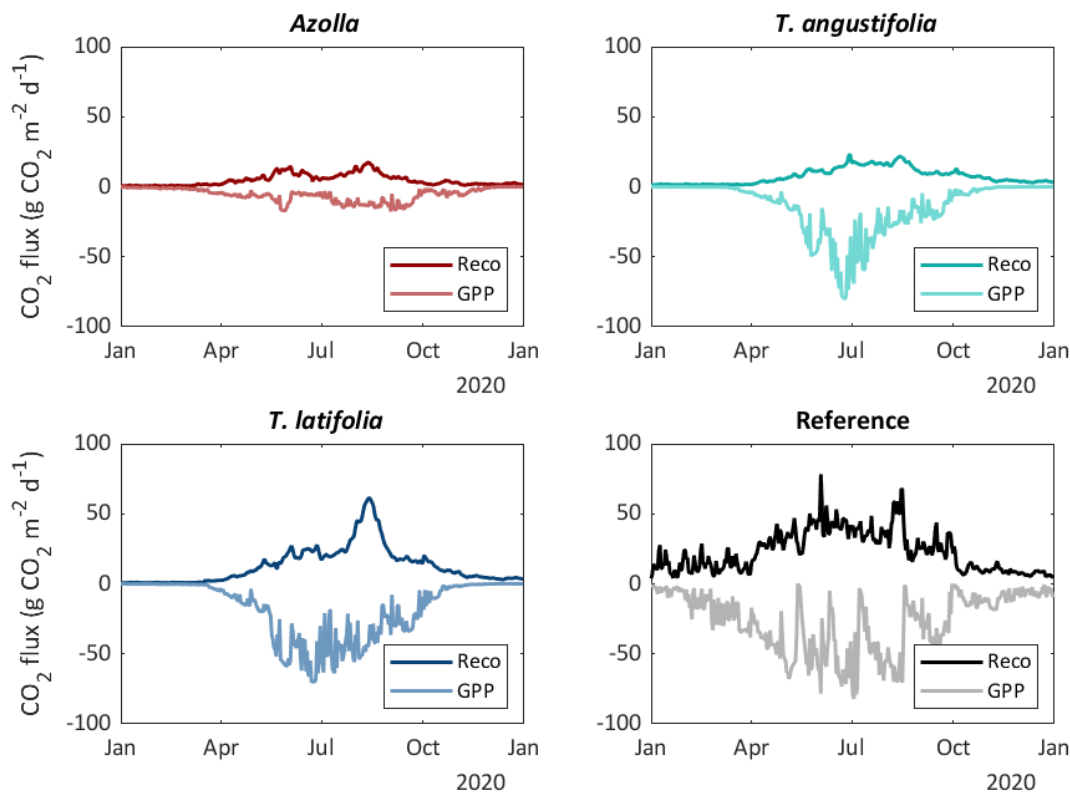 Azolla
T. angustifolia
CO2 flux (g CO2 m-2 d-1)
100
50
0
-50
-100
Reco
GPP
Jan Apr Jul Oct Jan
2020
100
50
0
-50
-100
Reco
GPP
Jan Apr Jul Oct Jan
2020
T. latifolia
Reference
CO2 flux (g CO2 m-2 d-1)
100
50
0
-50
-100
Reco
GPP
Jan Apr Jul Oct Jan
2020
100
50
0
-50
-100
Reco
GPP
Jan Apr Jul Oct Jan
2020